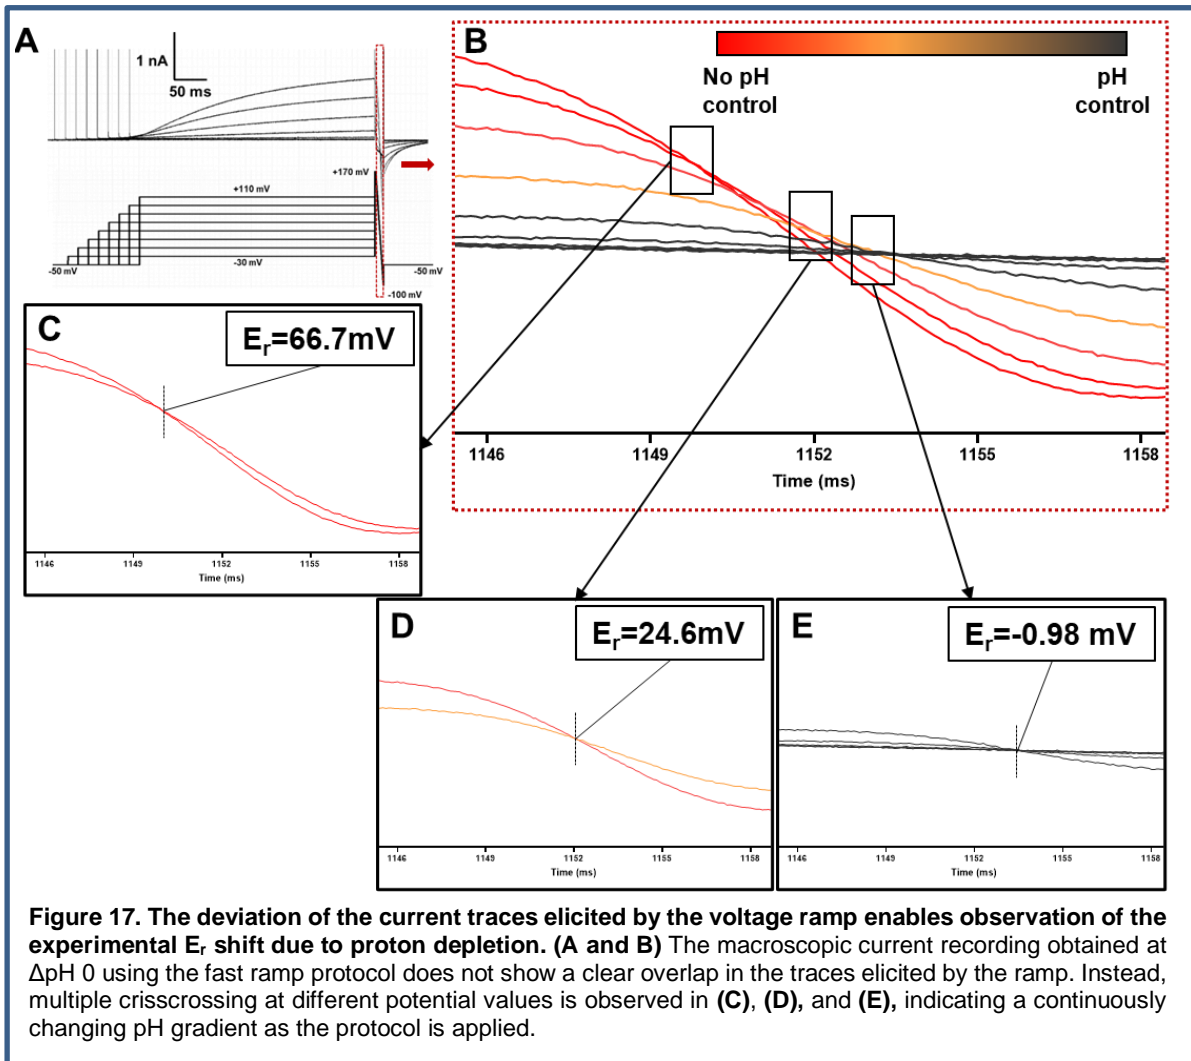 A
1 nA
50 ms
+170 mV
+110 mV
-50 mV
-30 mV
-50 mV
-100 mV
B
No pH
control
pH
control
1146
1149
1152
1155
1158
Time (ms)
C
Er=66.7mV
1146
1149
1152
1155
1158
Time (ms)
D
Er=24.6mV
1146
1149
1152
1155
1158
Time (ms)
E
Er=-0.98 mV
1146
1149
1152
1155
1158
Time (ms)
Figure 17. The deviation of the current traces elicited by the voltage ramp enables observation of the
experimental Er shift due to proton depletion. (A and B) The macroscopic current recording obtained at
ΔpH 0 using the fast ramp protocol does not show a clear overlap in the traces elicited by the ramp. Instead,
multiple crisscrossing at different potential values is observed in (C), (D), and (E), indicating a continuously
changing pH gradient as the protocol is applied.